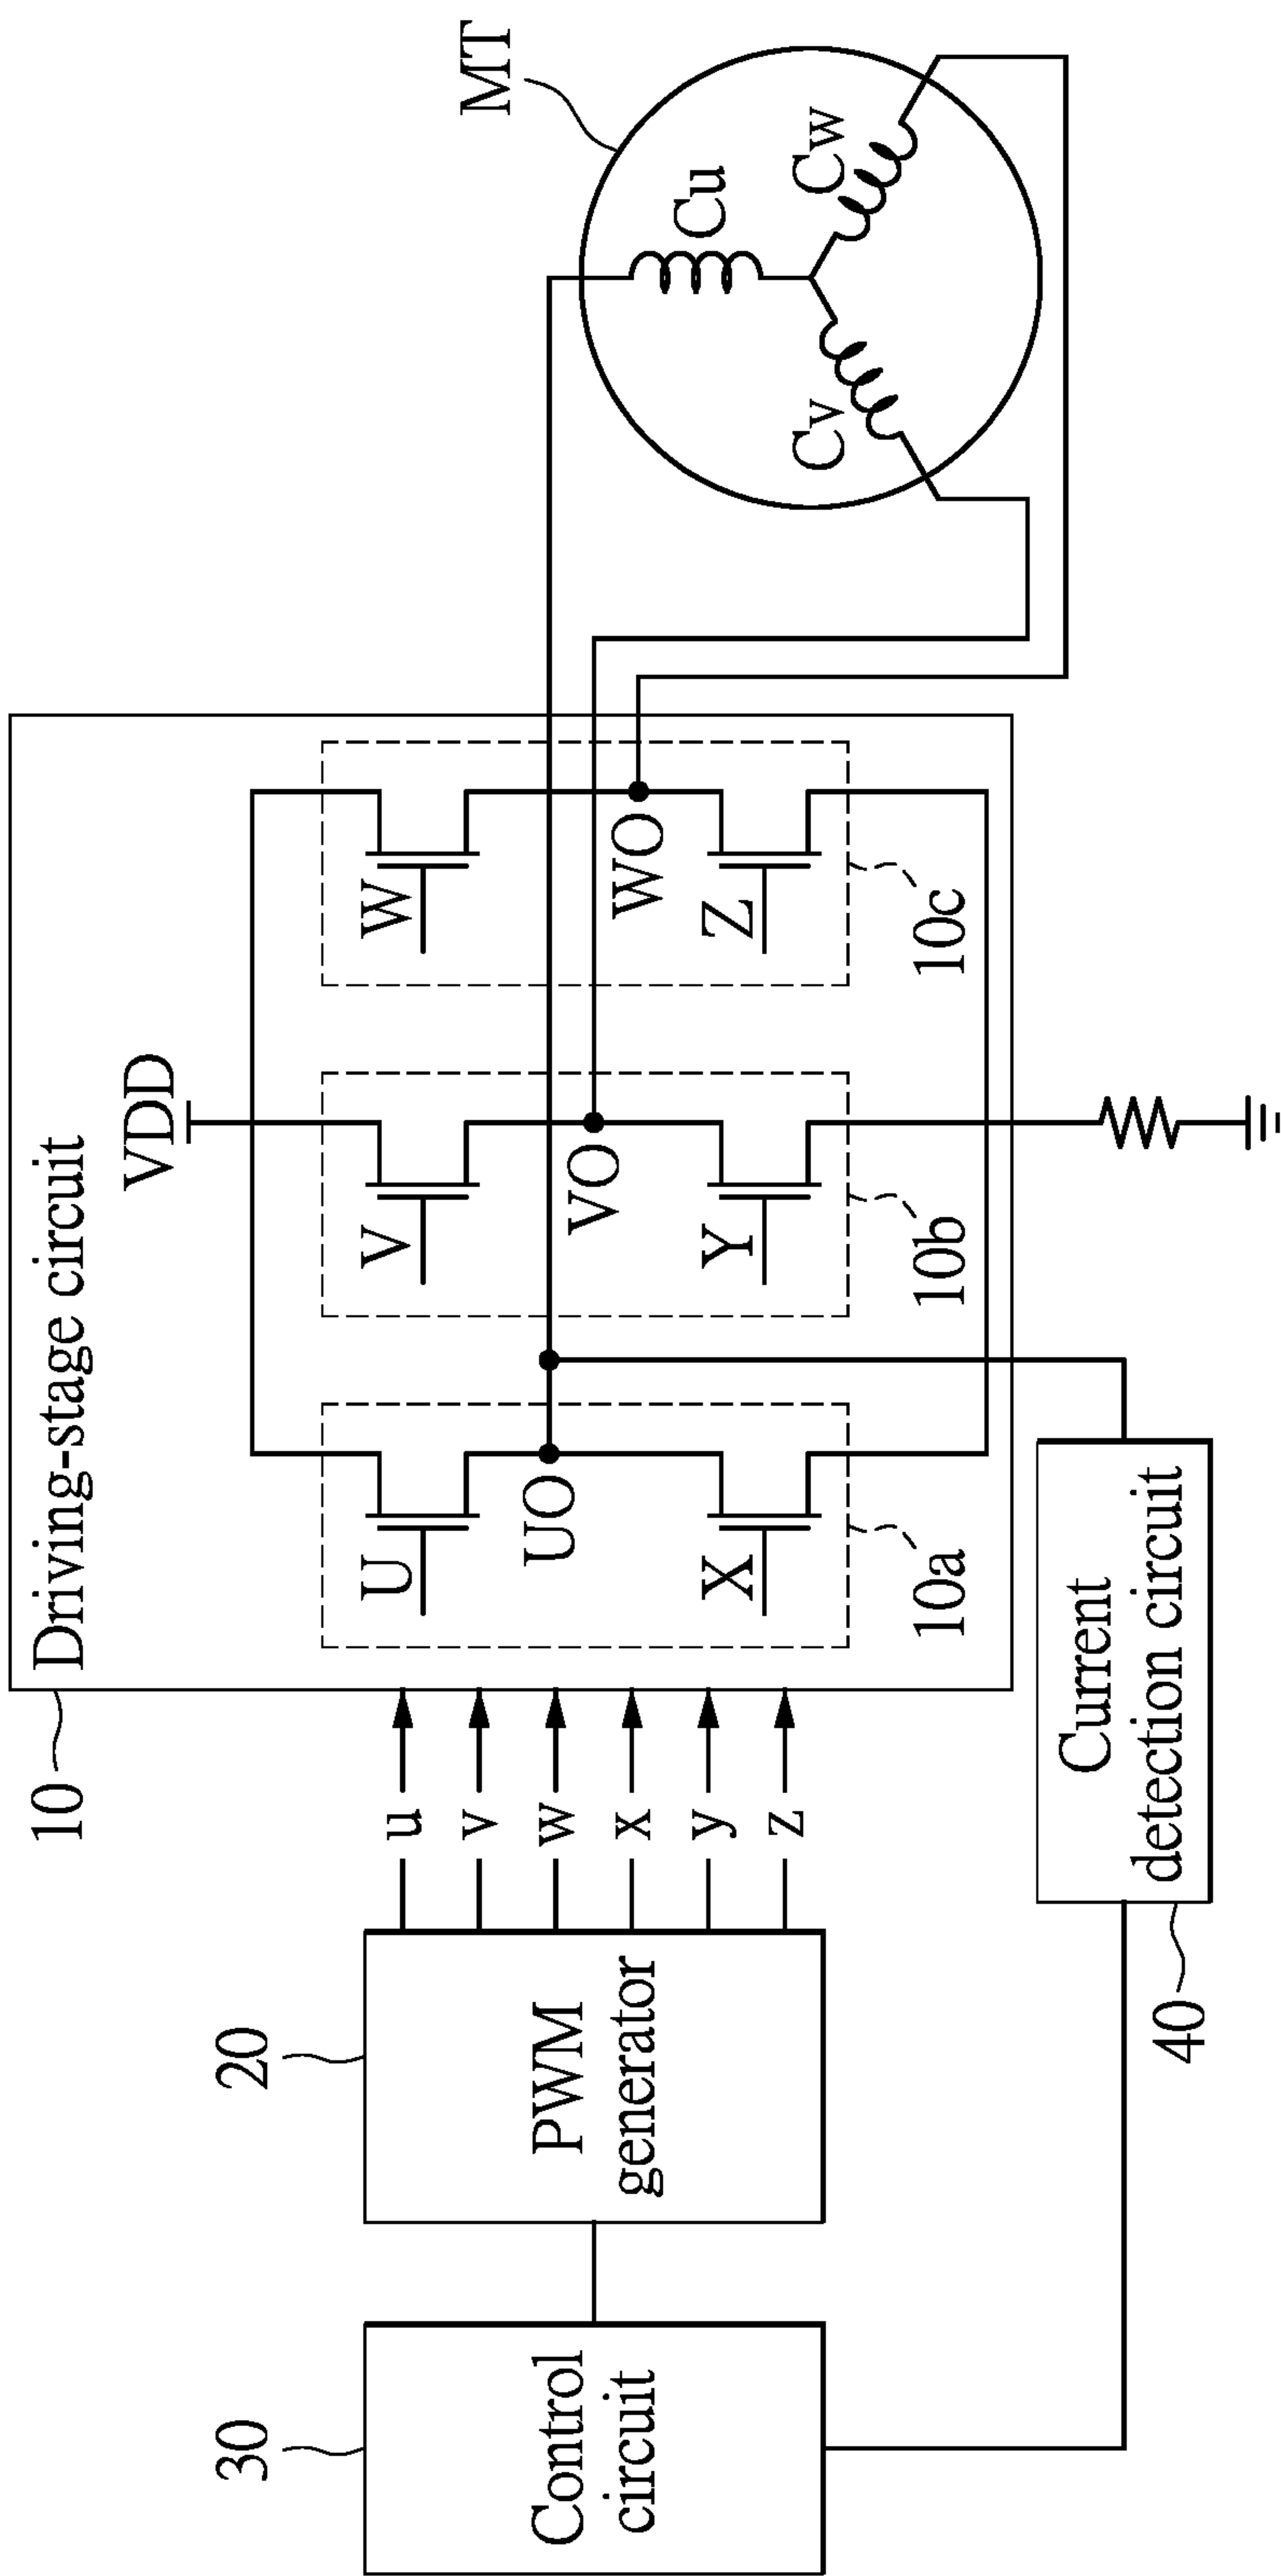 10
Driving-stage circuit
VDD
U
V
W
UO
VO
WO
X
Y
Z
10a
10b
10c
MT
Cu
Cv
Cw
30
Control
circuit
20
PWM
generator
u
v
w
x
y
z
40
Current
detection circuit